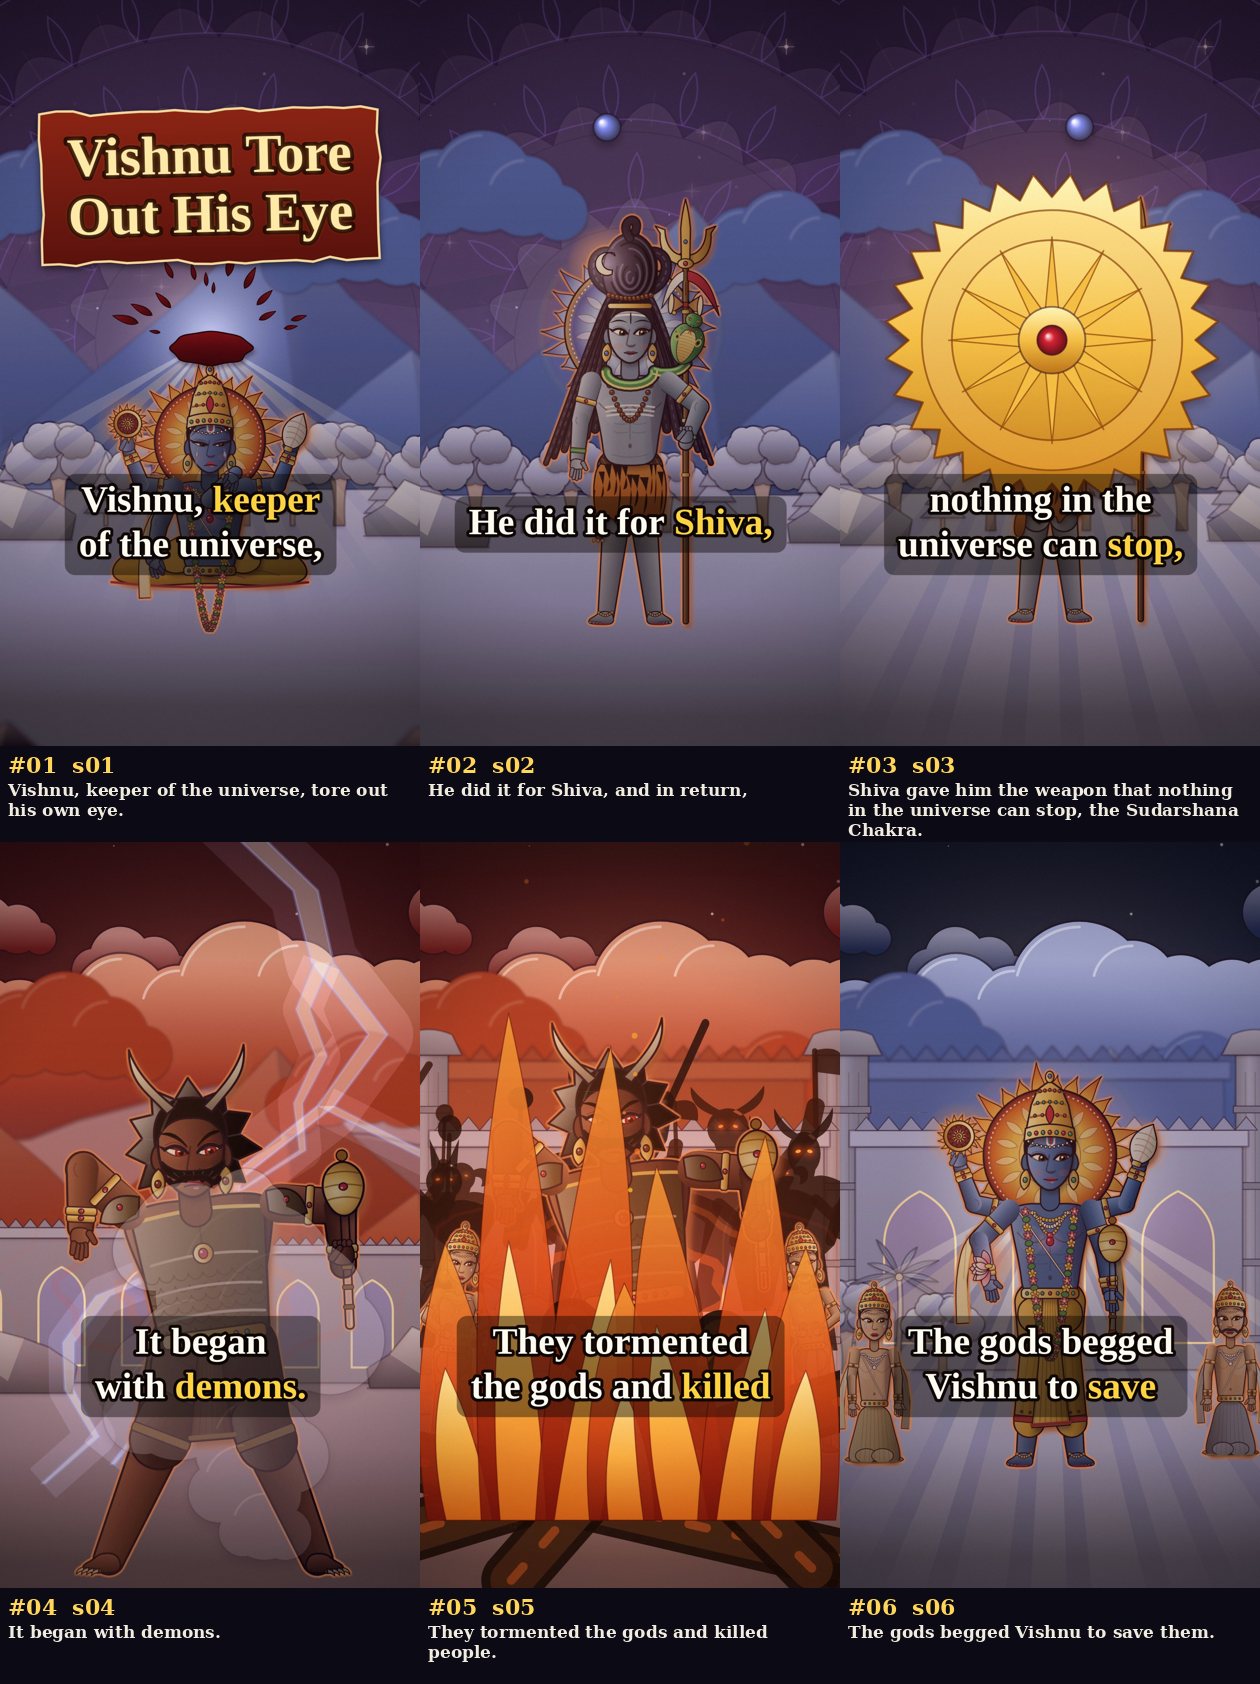 Vishnu Tore
Out His Eye
Vishnu, keeper
of the universe,
#01 s01
Vishnu, keeper of the universe, tore out
his own eye.
He did it for Shiva,
#02 s02
He did it for Shiva, and in return,
nothing in the
universe can stop,
#03 s03
Shiva gave him the weapon that nothing
in the universe can stop, the Sudarshana
Chakra.
It began
with demons.
#04 s04
It began with demons.
They tormented
the gods and killed
#05 s05
They tormented the gods and killed
people.
The gods begged
Vishnu to save
#06 s06
The gods begged Vishnu to save them.